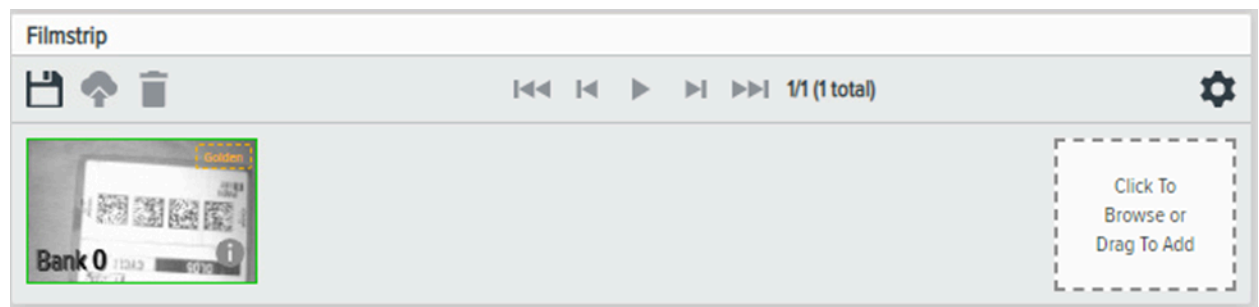 Filmstrip
1/1 (1 total)
Golden
Bank 0
Click To
Browse or
Drag To Add